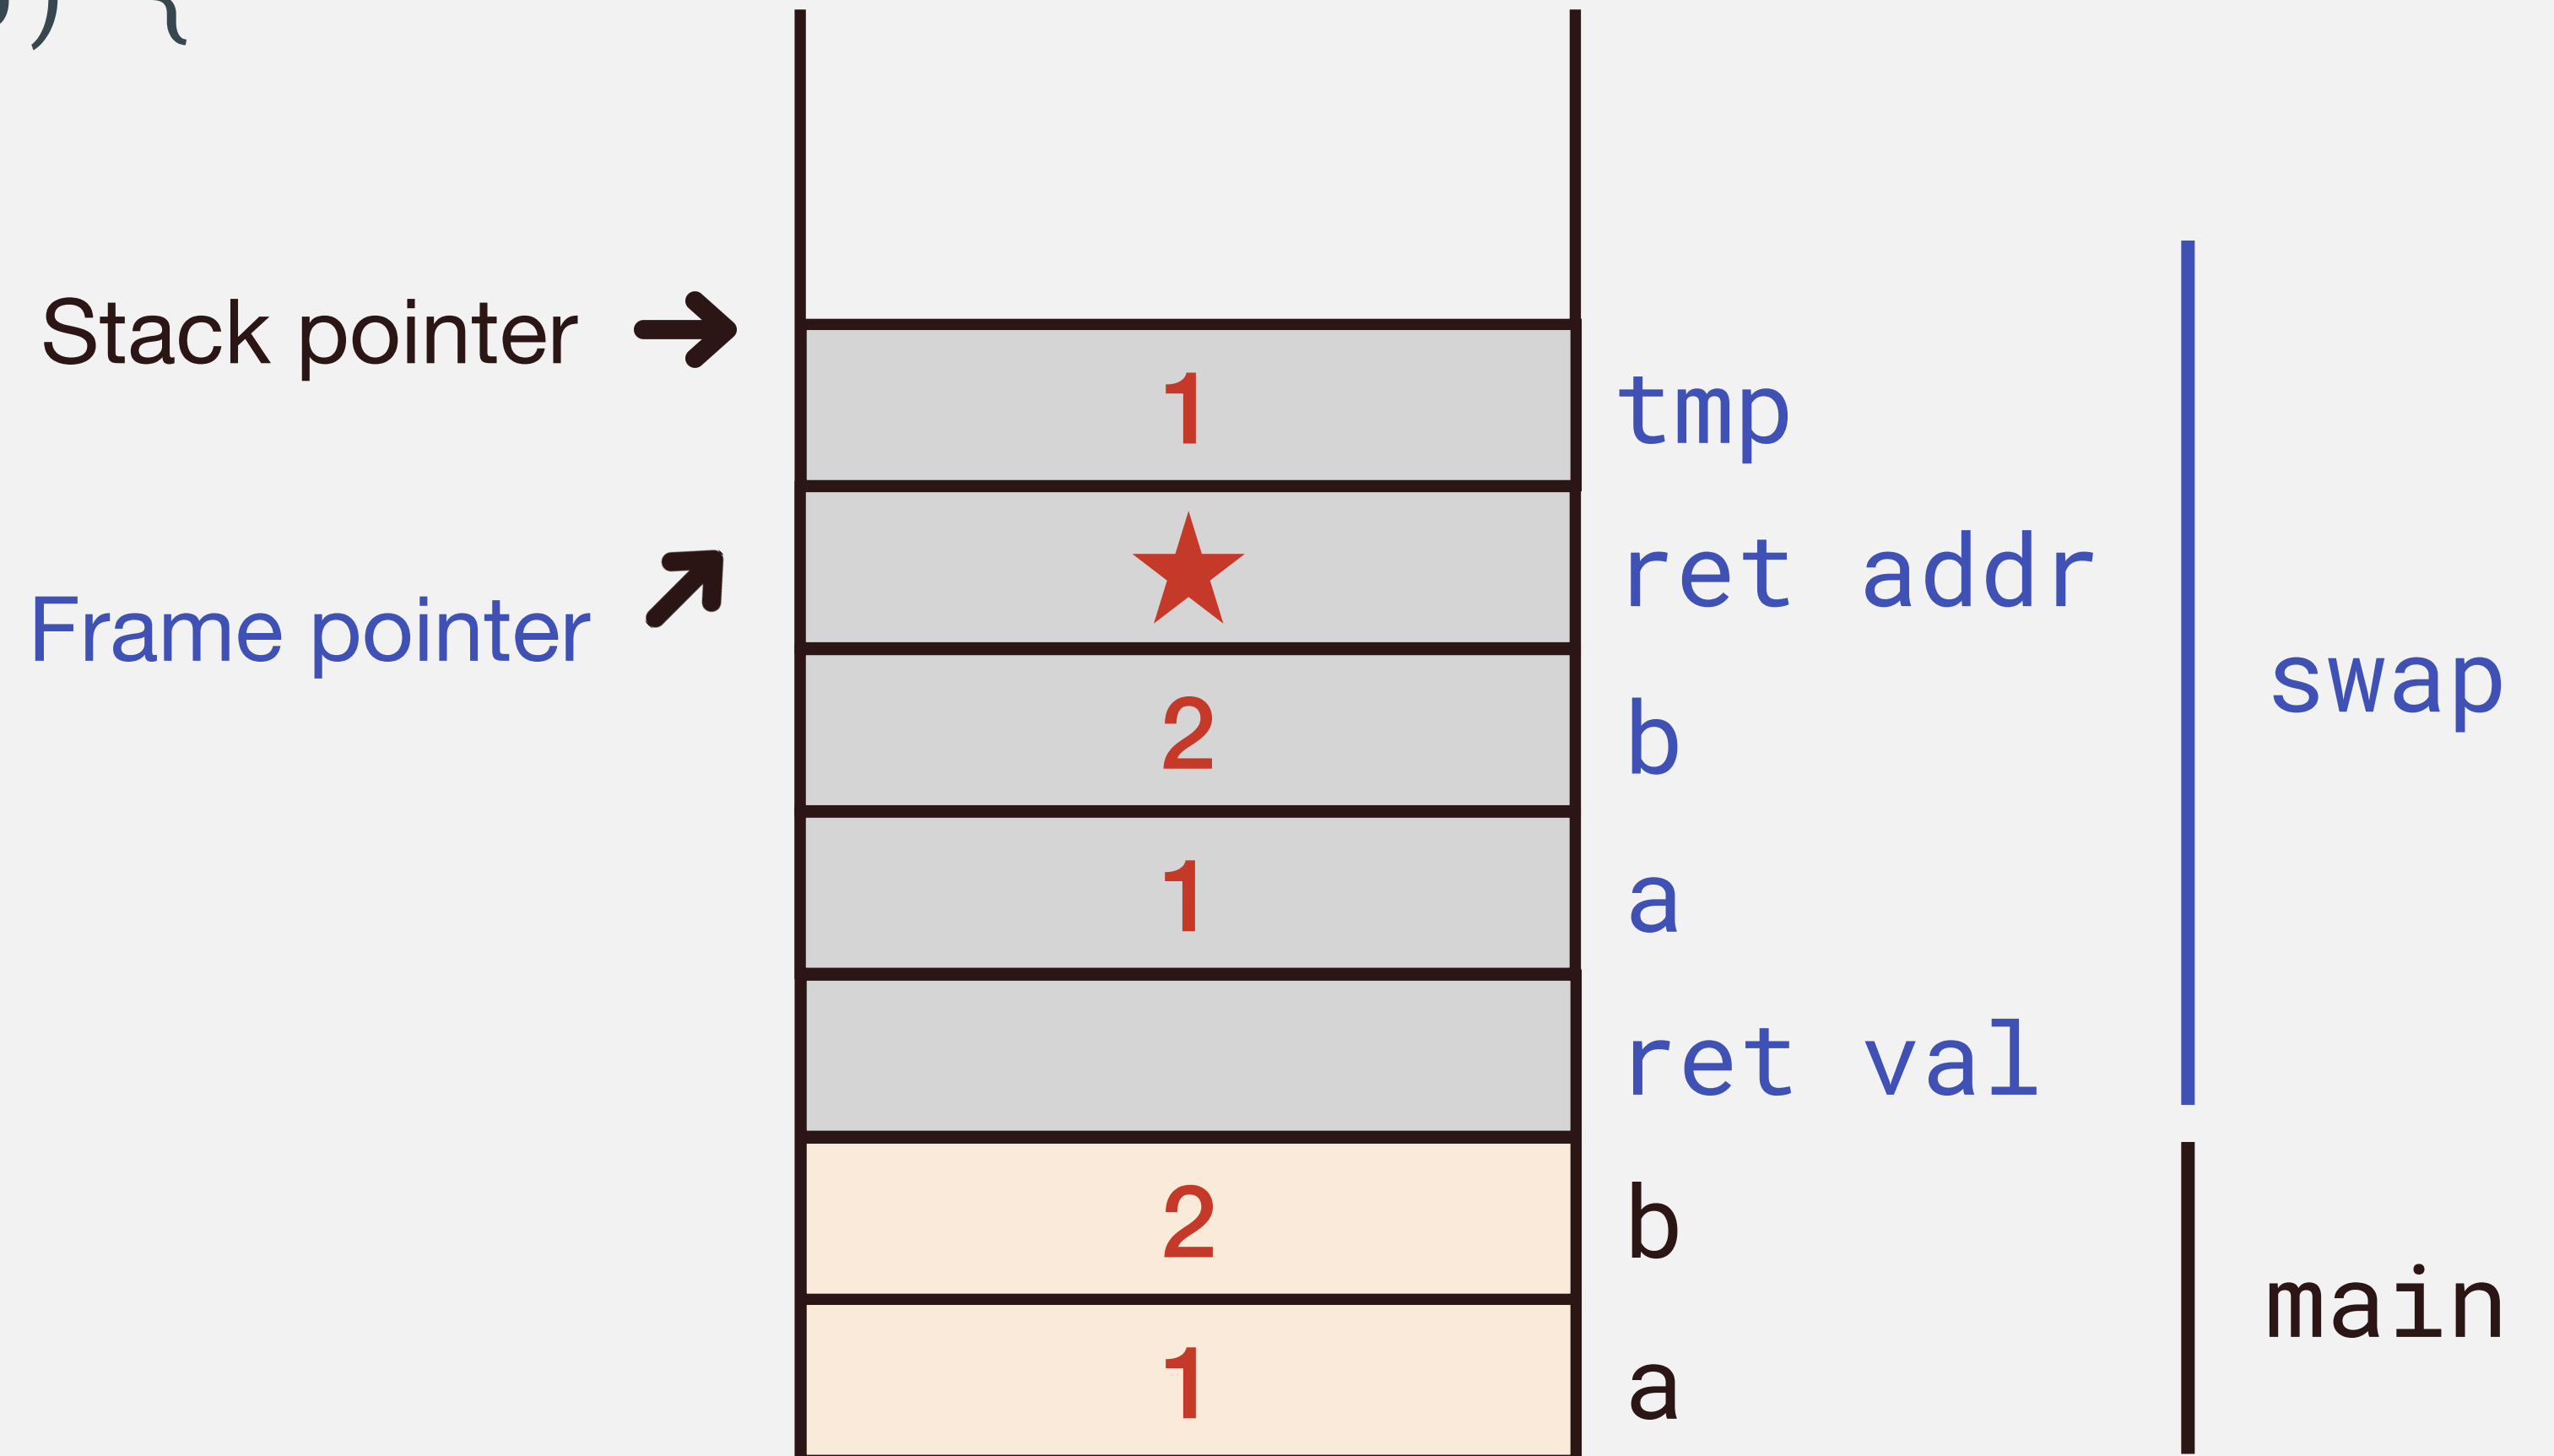 ) {
Stack pointer
1 tmp
ret addr
Frame pointer
2 b
swap
1 a
ret val
2 b
main
1 a